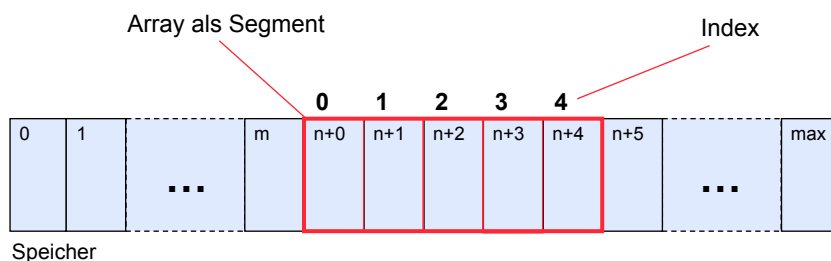 Array als Segment
Index
0 1 2 3 4
0 1 m n+0 n+1 n+2 n+3 n+4 n+5 max
... ...
Speicher